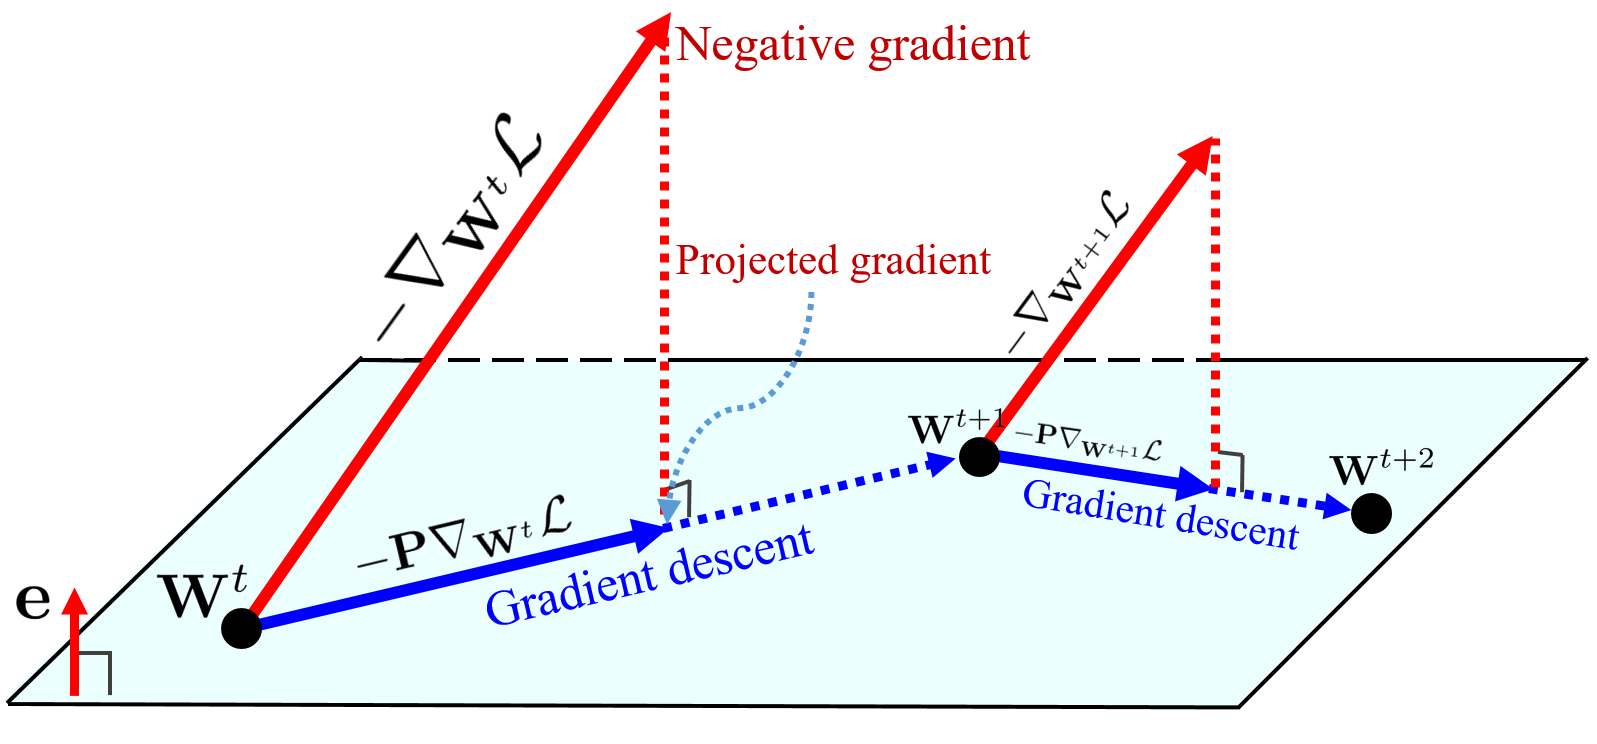 Negative gradient
−∇_{𝐖^t} ℒ
Projected gradient
−∇_{𝐖^{t+1}} ℒ
𝐖^{t+1}
−𝐏∇_{𝐖^{t+1}} ℒ
𝐖^{t+2}
Gradient descent
−𝐏∇_{𝐖^t} ℒ
Gradient descent
𝐖^t
𝐞